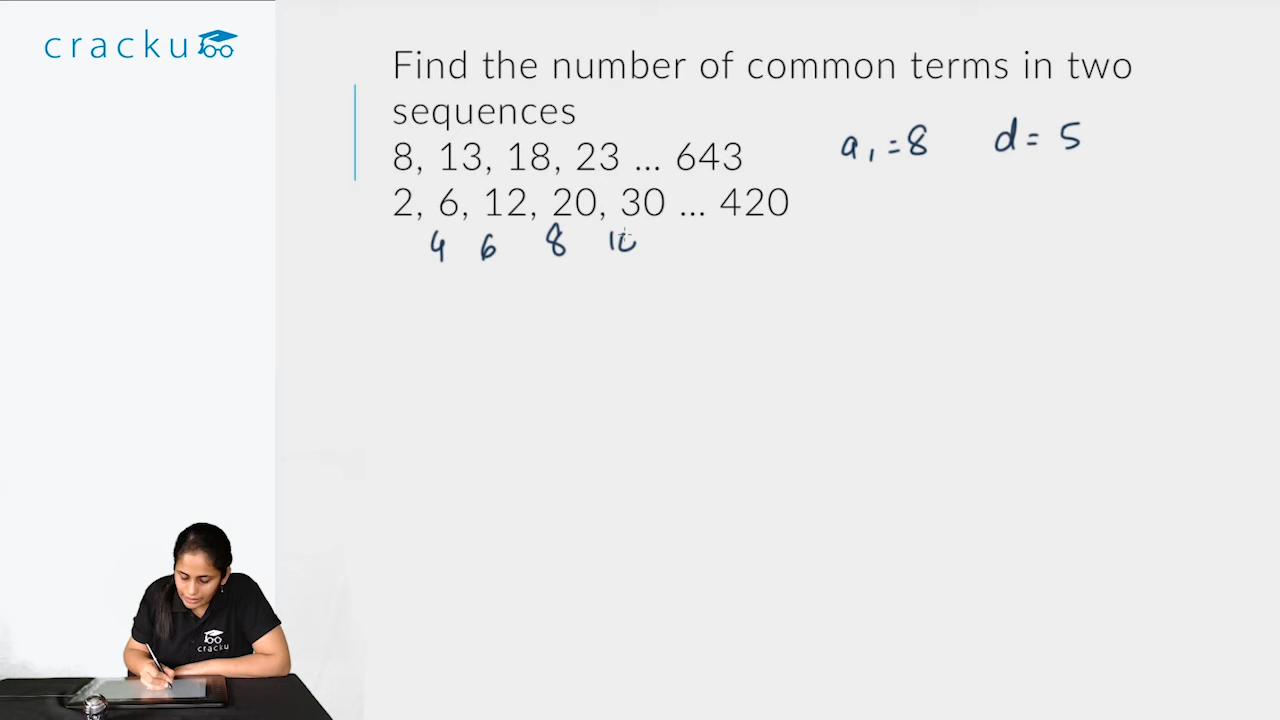 cracku
Find the number of common terms in two
sequences
8, 13, 18, 23 ... 643
a₁ = 8 d = 5
2, 6, 12, 20, 30 ... 420
4 6 8 10
cracku